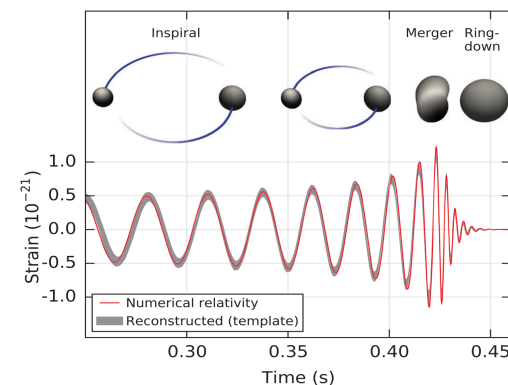 Inspiral
Merger
Ring-
down
Strain (10⁻²¹)
1.0
0.5
0.0
-0.5
-1.0
Numerical relativity
Reconstructed (template)
0.30
0.35
0.40
0.45
Time (s)